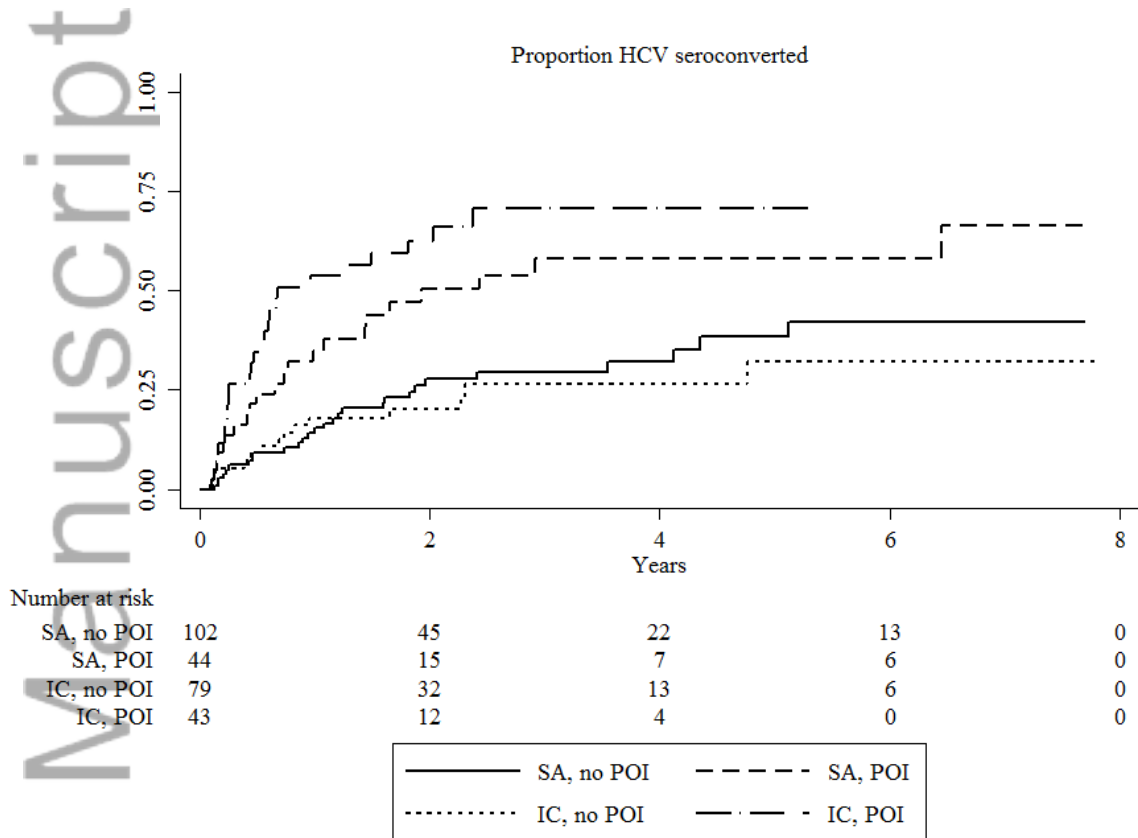 Manuscript
Proportion HCV seroconverted
1.00
0.75
0.50
0.25
0.00
0 2 4 6 8
Years
Number at risk
SA, no POI 102 45 22 13 0
SA, POI 44 15 7 6 0
IC, no POI 79 32 13 6 0
IC, POI 43 12 4 0 0
SA, no POI SA, POI
IC, no POI IC, POI